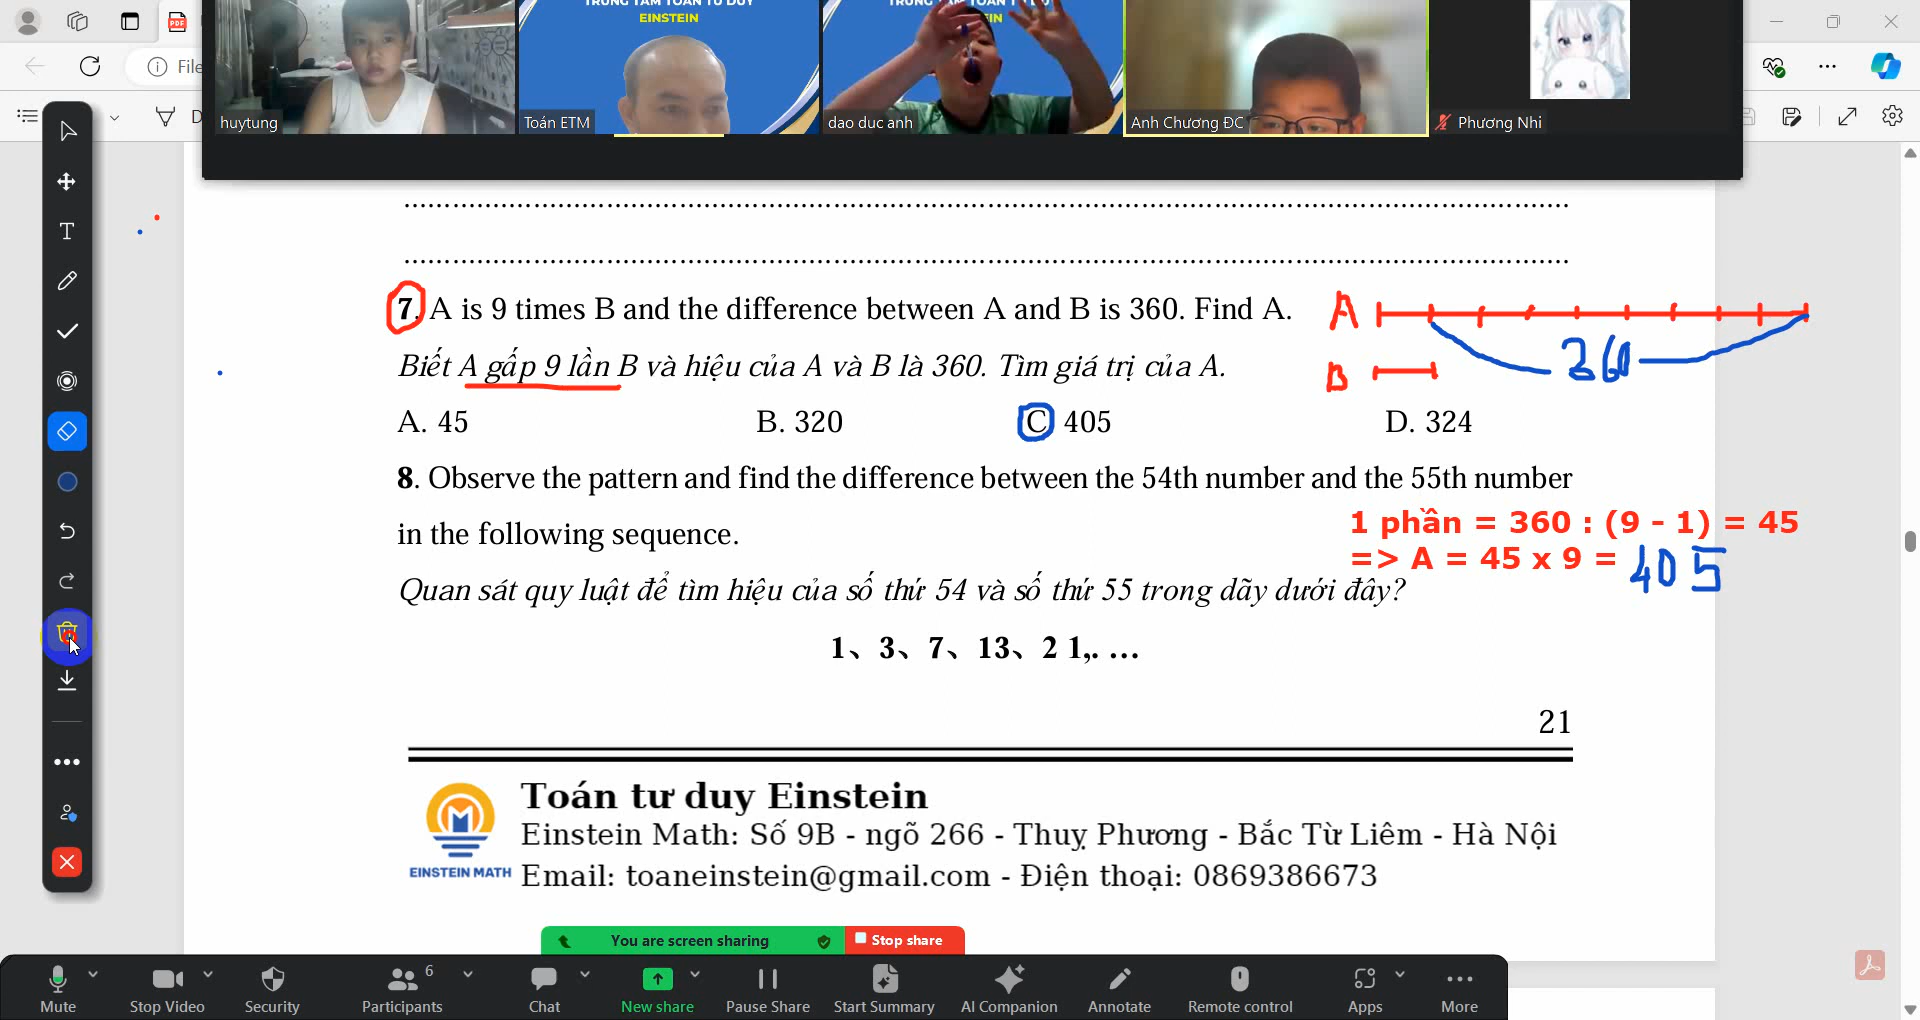 File
TRUNG TÂM TOÁN TƯ DUY
EINSTEIN
huytung
Toán ETM
dao duc anh
Anh Chương ĐC
Phương Nhi
7. A is 9 times B and the difference between A and B is 360. Find A.
A
Biết A gấp 9 lần B và hiệu của A và B là 360. Tìm giá trị của A.
360
B
A. 45 B. 320 C 405 D. 324
8. Observe the pattern and find the difference between the 54th number and the 55th number
in the following sequence.
1 phần = 360 : (9 - 1) = 45
=> A = 45 x 9 = 405
Quan sát quy luật để tìm hiệu của số thứ 54 và số thứ 55 trong dãy dưới đây?
1、3、7、13、2 1,. ...
21
Toán tư duy Einstein
Einstein Math: Số 9B - ngõ 266 - Thuỵ Phương - Bắc Từ Liêm - Hà Nội
EINSTEIN MATH
Email: toaneinstein@gmail.com - Điện thoại: 0869386673
You are screen sharing
Stop share
6
Mute Stop Video Security Participants Chat New share Pause Share Start Summary AI Companion Annotate Remote control Apps More